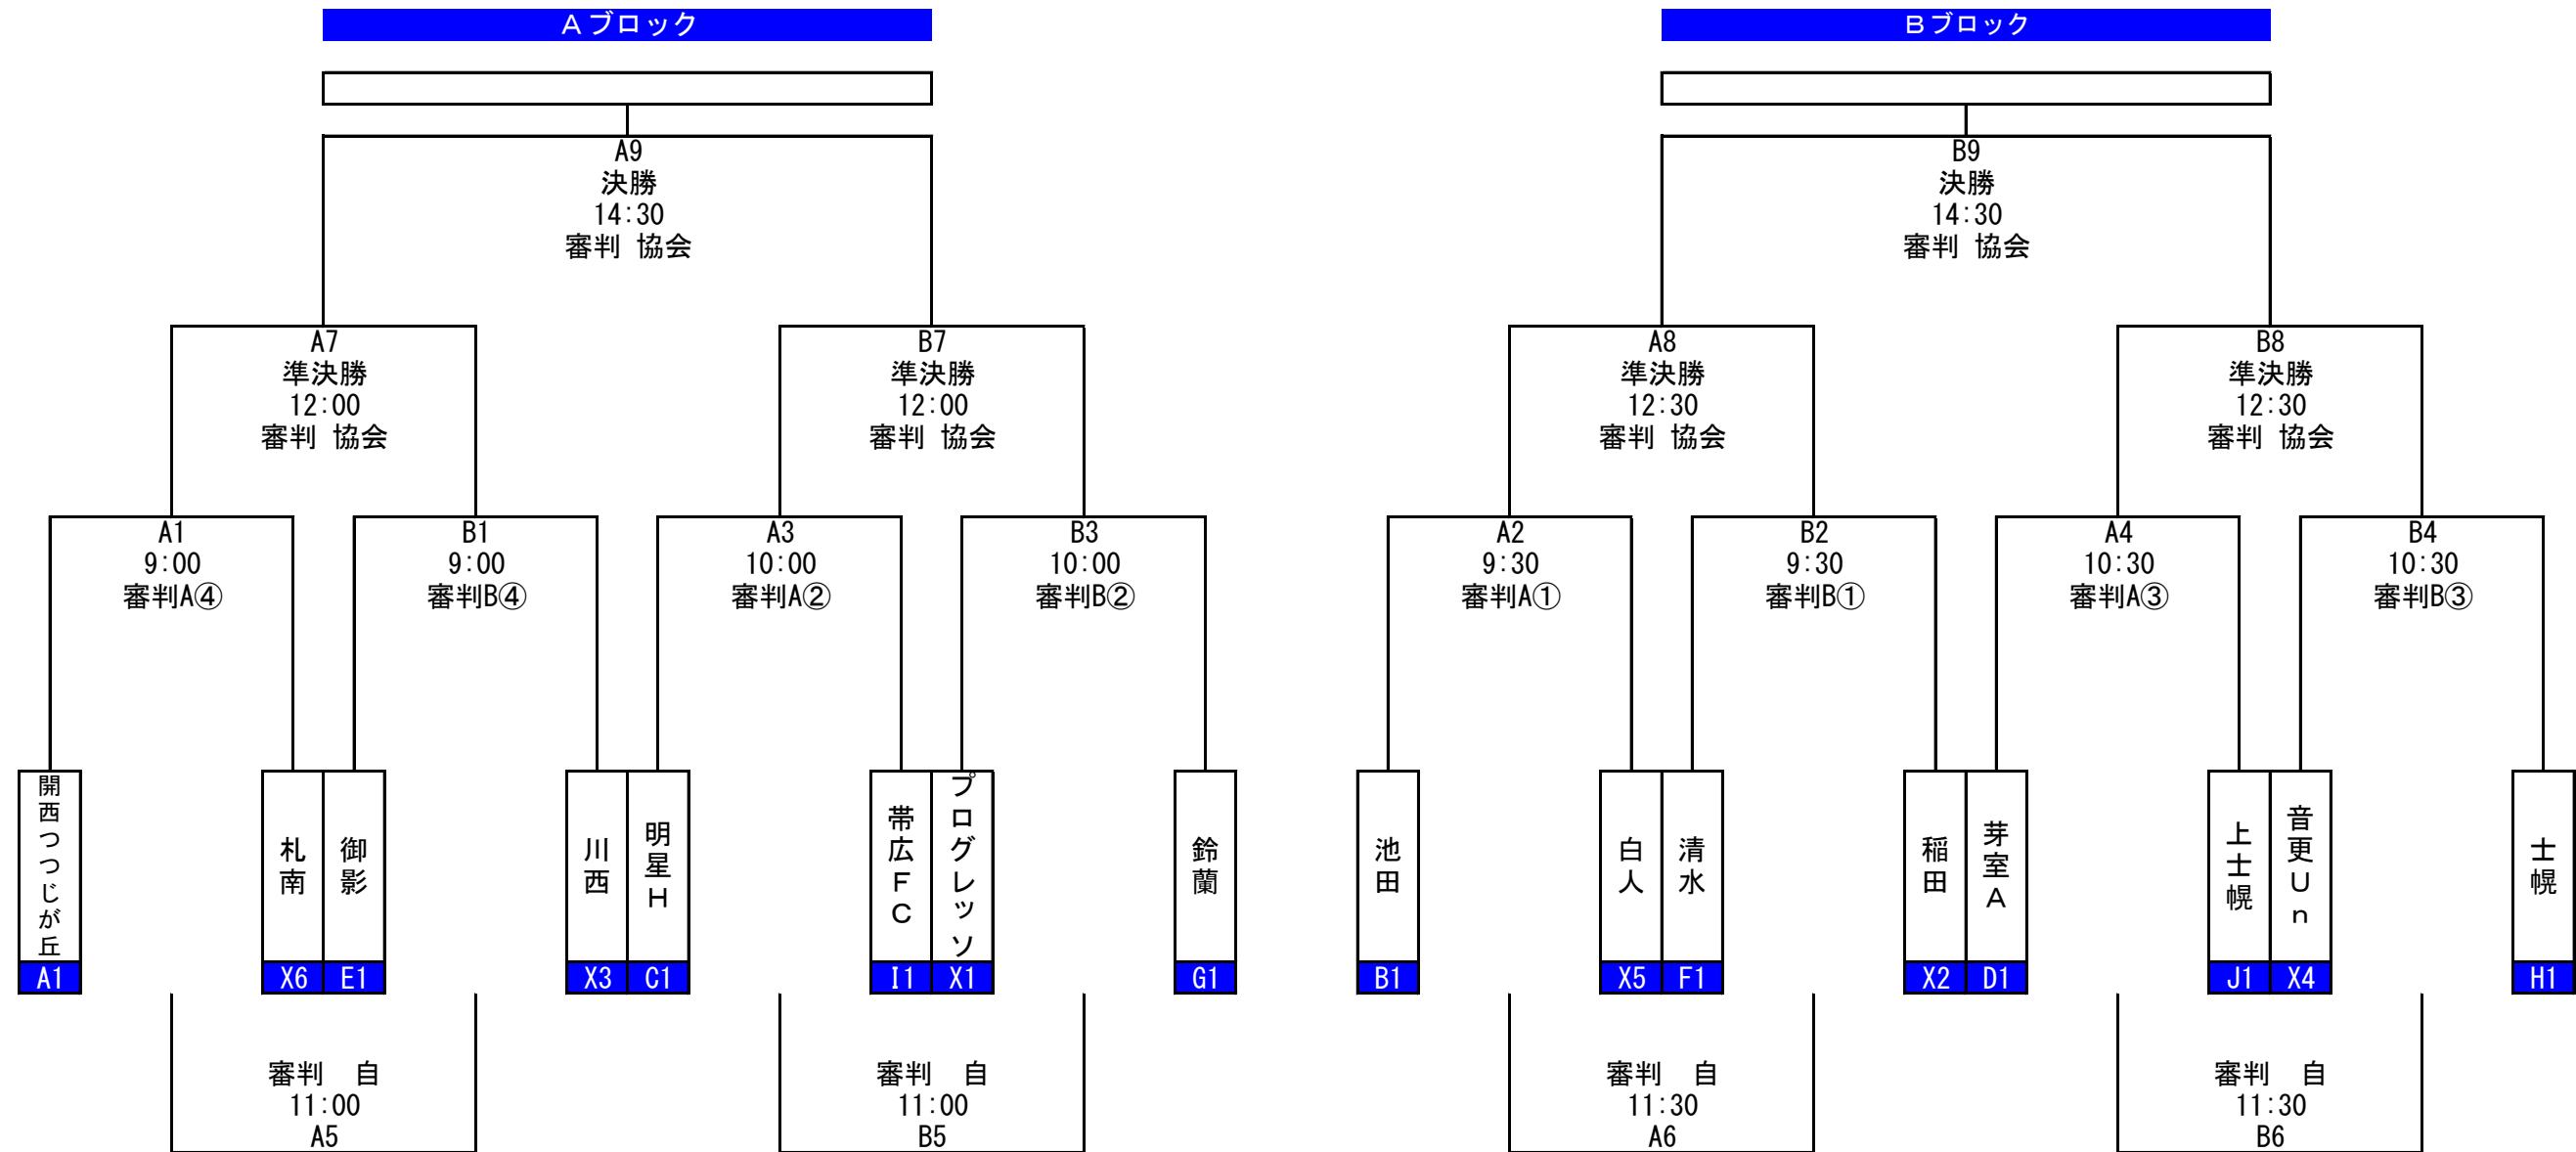 Aブロック
Bブロック
A9
決勝
14:30
審判 協会
B9
決勝
14:30
審判 協会
A7
準決勝
12:00
審判 協会
B7
準決勝
12:00
審判 協会
A8
準決勝
12:30
審判 協会
B8
準決勝
12:30
審判 協会
A1
9:00
審判A④
B1
9:00
審判B④
A3
10:00
審判A②
B3
10:00
審判B②
A2
9:30
審判A①
B2
9:30
審判B①
A4
10:30
審判A③
B4
10:30
審判B③
開西つつじが丘
札南
御影
川西
明星H
帯広FC
プログレッソ
鈴蘭
池田
白人
清水
稲田
芽室A
上士幌
音更Un
士幌
A1
X6
E1
X3
C1
I1
X1
G1
B1
X5
F1
X2
D1
J1
X4
H1
審判 自
11:00
A5
審判 自
11:00
B5
審判 自
11:30
A6
審判 自
11:30
B6